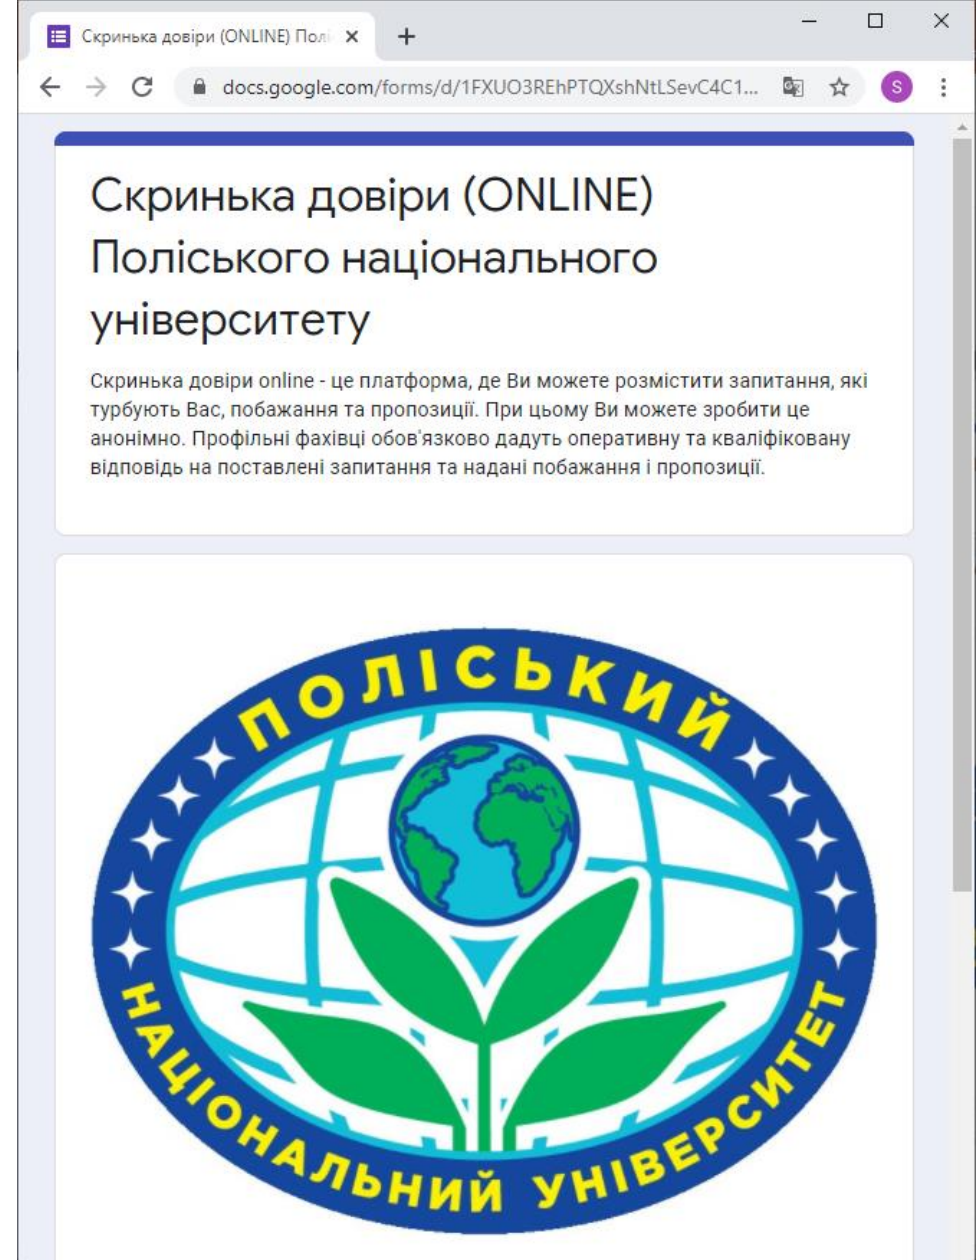 Скринька довіри (ONLINE) Полі
docs.google.com/forms/d/1FXUO3REhPTQXshNtLSevC4C1...
S
Скринька довіри (ONLINE)
Поліського національного
університету
Скринька довіри online - це платформа, де Ви можете розмістити запитання, які
турбують Вас, побажання та пропозиції. При цьому Ви можете зробити це
анонімно. Профільні фахівці обов'язково дадуть оперативну та кваліфіковану
відповідь на поставлені запитання та надані побажання і пропозиції.
ПОЛІСЬКИЙ
НАЦІОНАЛЬНИЙ УНІВЕРСИТЕТ